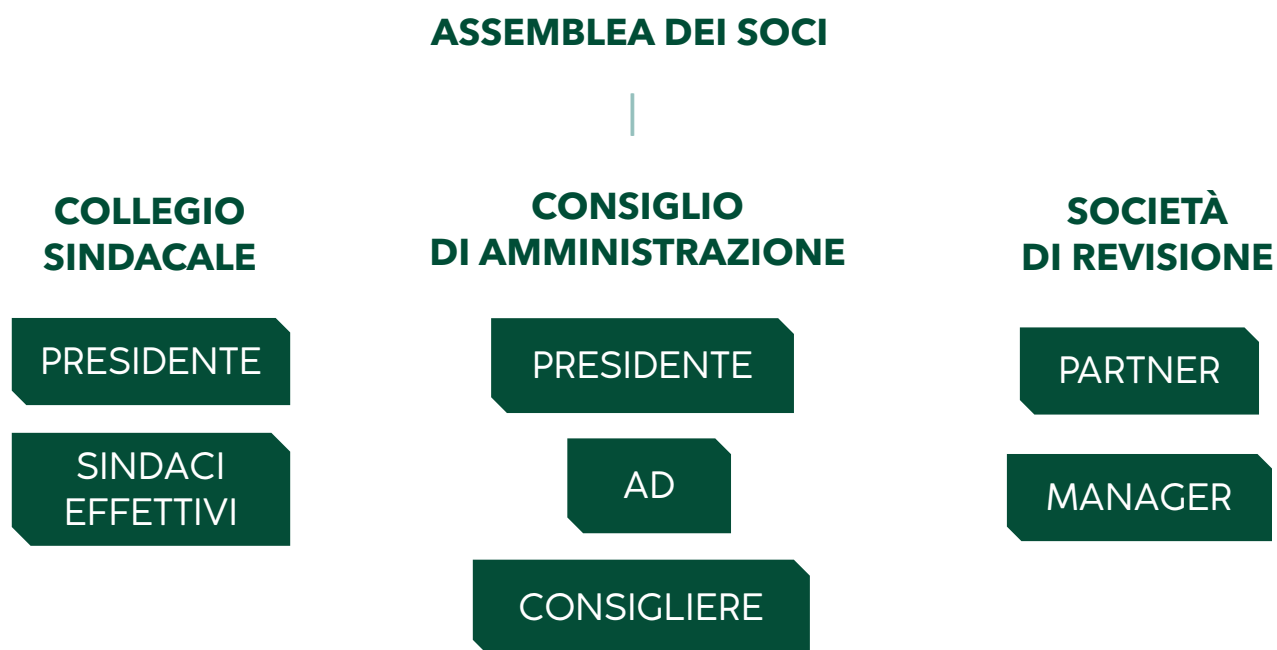 ASSEMBLEA DEI SOCI
COLLEGIO
SINDACALE
PRESIDENTE
SINDACI
EFFETTIVI
CONSIGLIO
DI AMMINISTRAZIONE
PRESIDENTE
AD
CONSIGLIERE
SOCIETÀ
DI REVISIONE
PARTNER
MANAGER